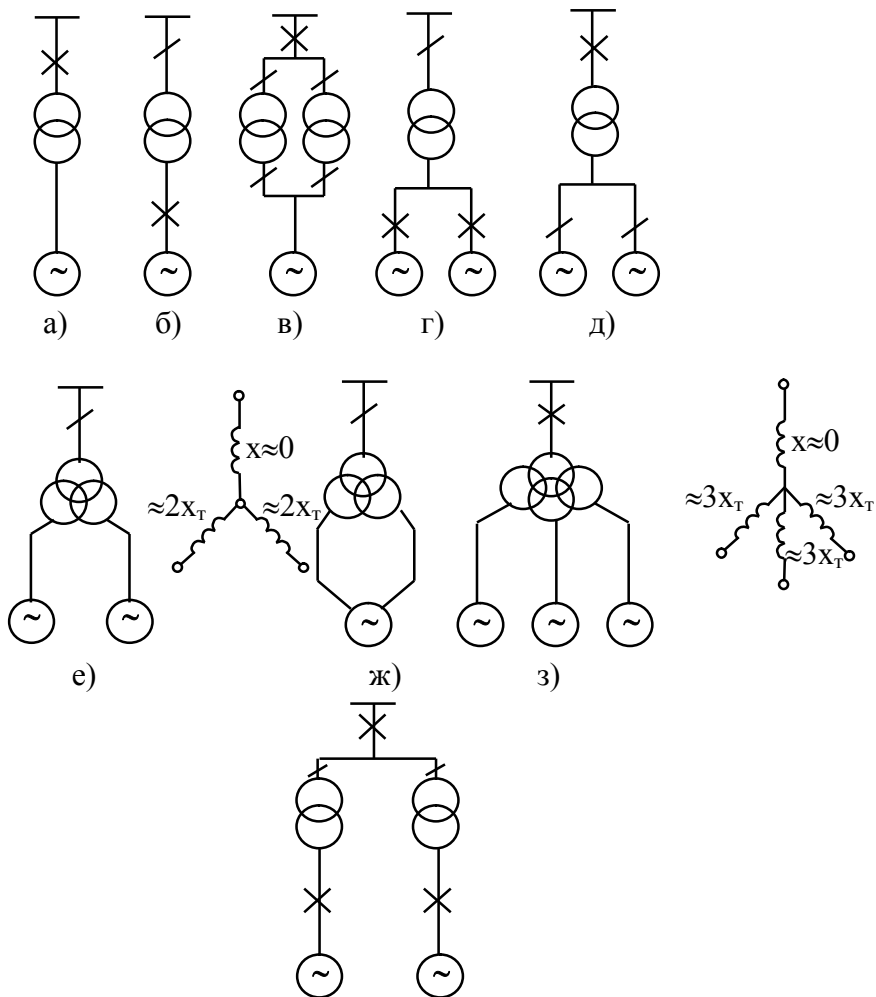 ~ ~ ~ ~ ~ ~ ~
а) б) в) г) д)
x≈0
≈2xт ≈2xт
x≈0
≈3xт ≈3xт
≈3xт
~ ~ ~ ~ ~ ~
е) ж) з)
~ ~